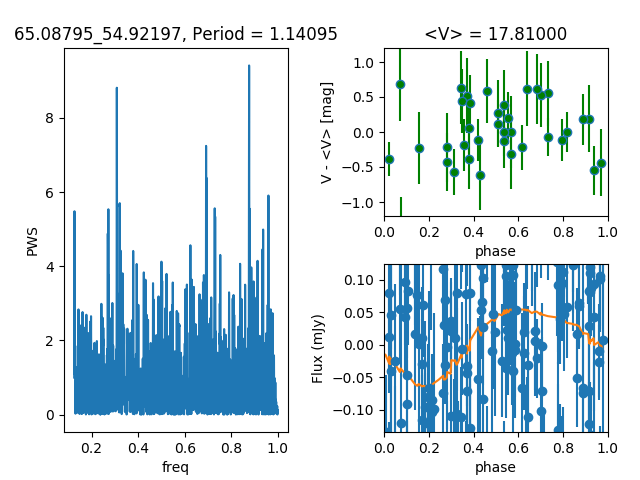 65.08795_54.92197, Period = 1.14095
<V> = 17.81000
PWS
8
6
4
2
0
0.2 0.4 0.6 0.8 1.0
freq
V - <V> [mag]
1.0
0.5
0.0
−0.5
−1.0
0.0 0.2 0.4 0.6 0.8 1.0
phase
Flux (mJy)
0.10
0.05
0.00
−0.05
−0.10
0.0 0.2 0.4 0.6 0.8 1.0
phase